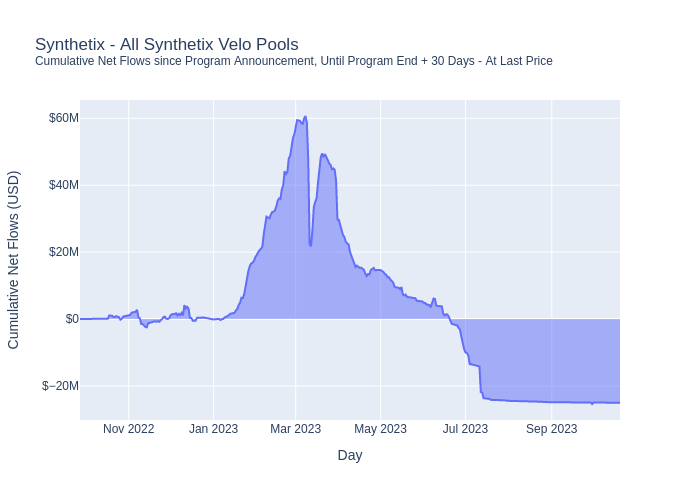 Synthetix - All Synthetix Velo Pools
Cumulative Net Flows since Program Announcement, Until Program End + 30 Days - At Last Price
Cumulative Net Flows (USD)
$60M
$40M
$20M
$0
$−20M
Nov 2022
Jan 2023
Mar 2023
May 2023
Jul 2023
Sep 2023
Day